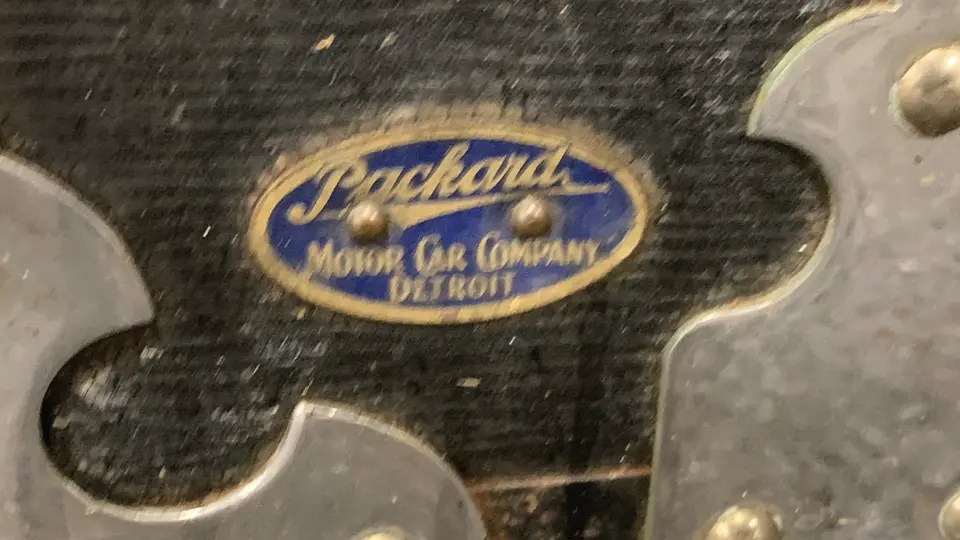 Packard
MOTOR CAR COMPANY
DETROIT